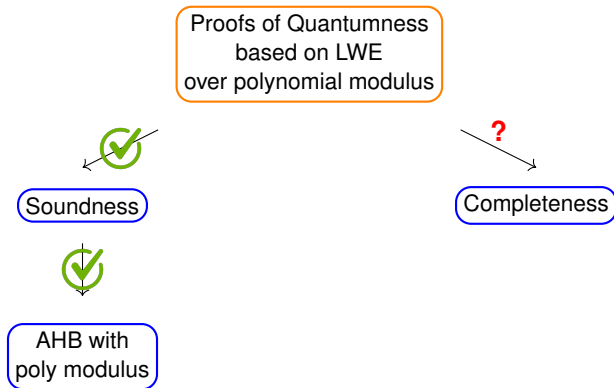 Proofs of Quantumness
based on LWE
over polynomial modulus
?
Soundness
Completeness
AHB with
poly modulus